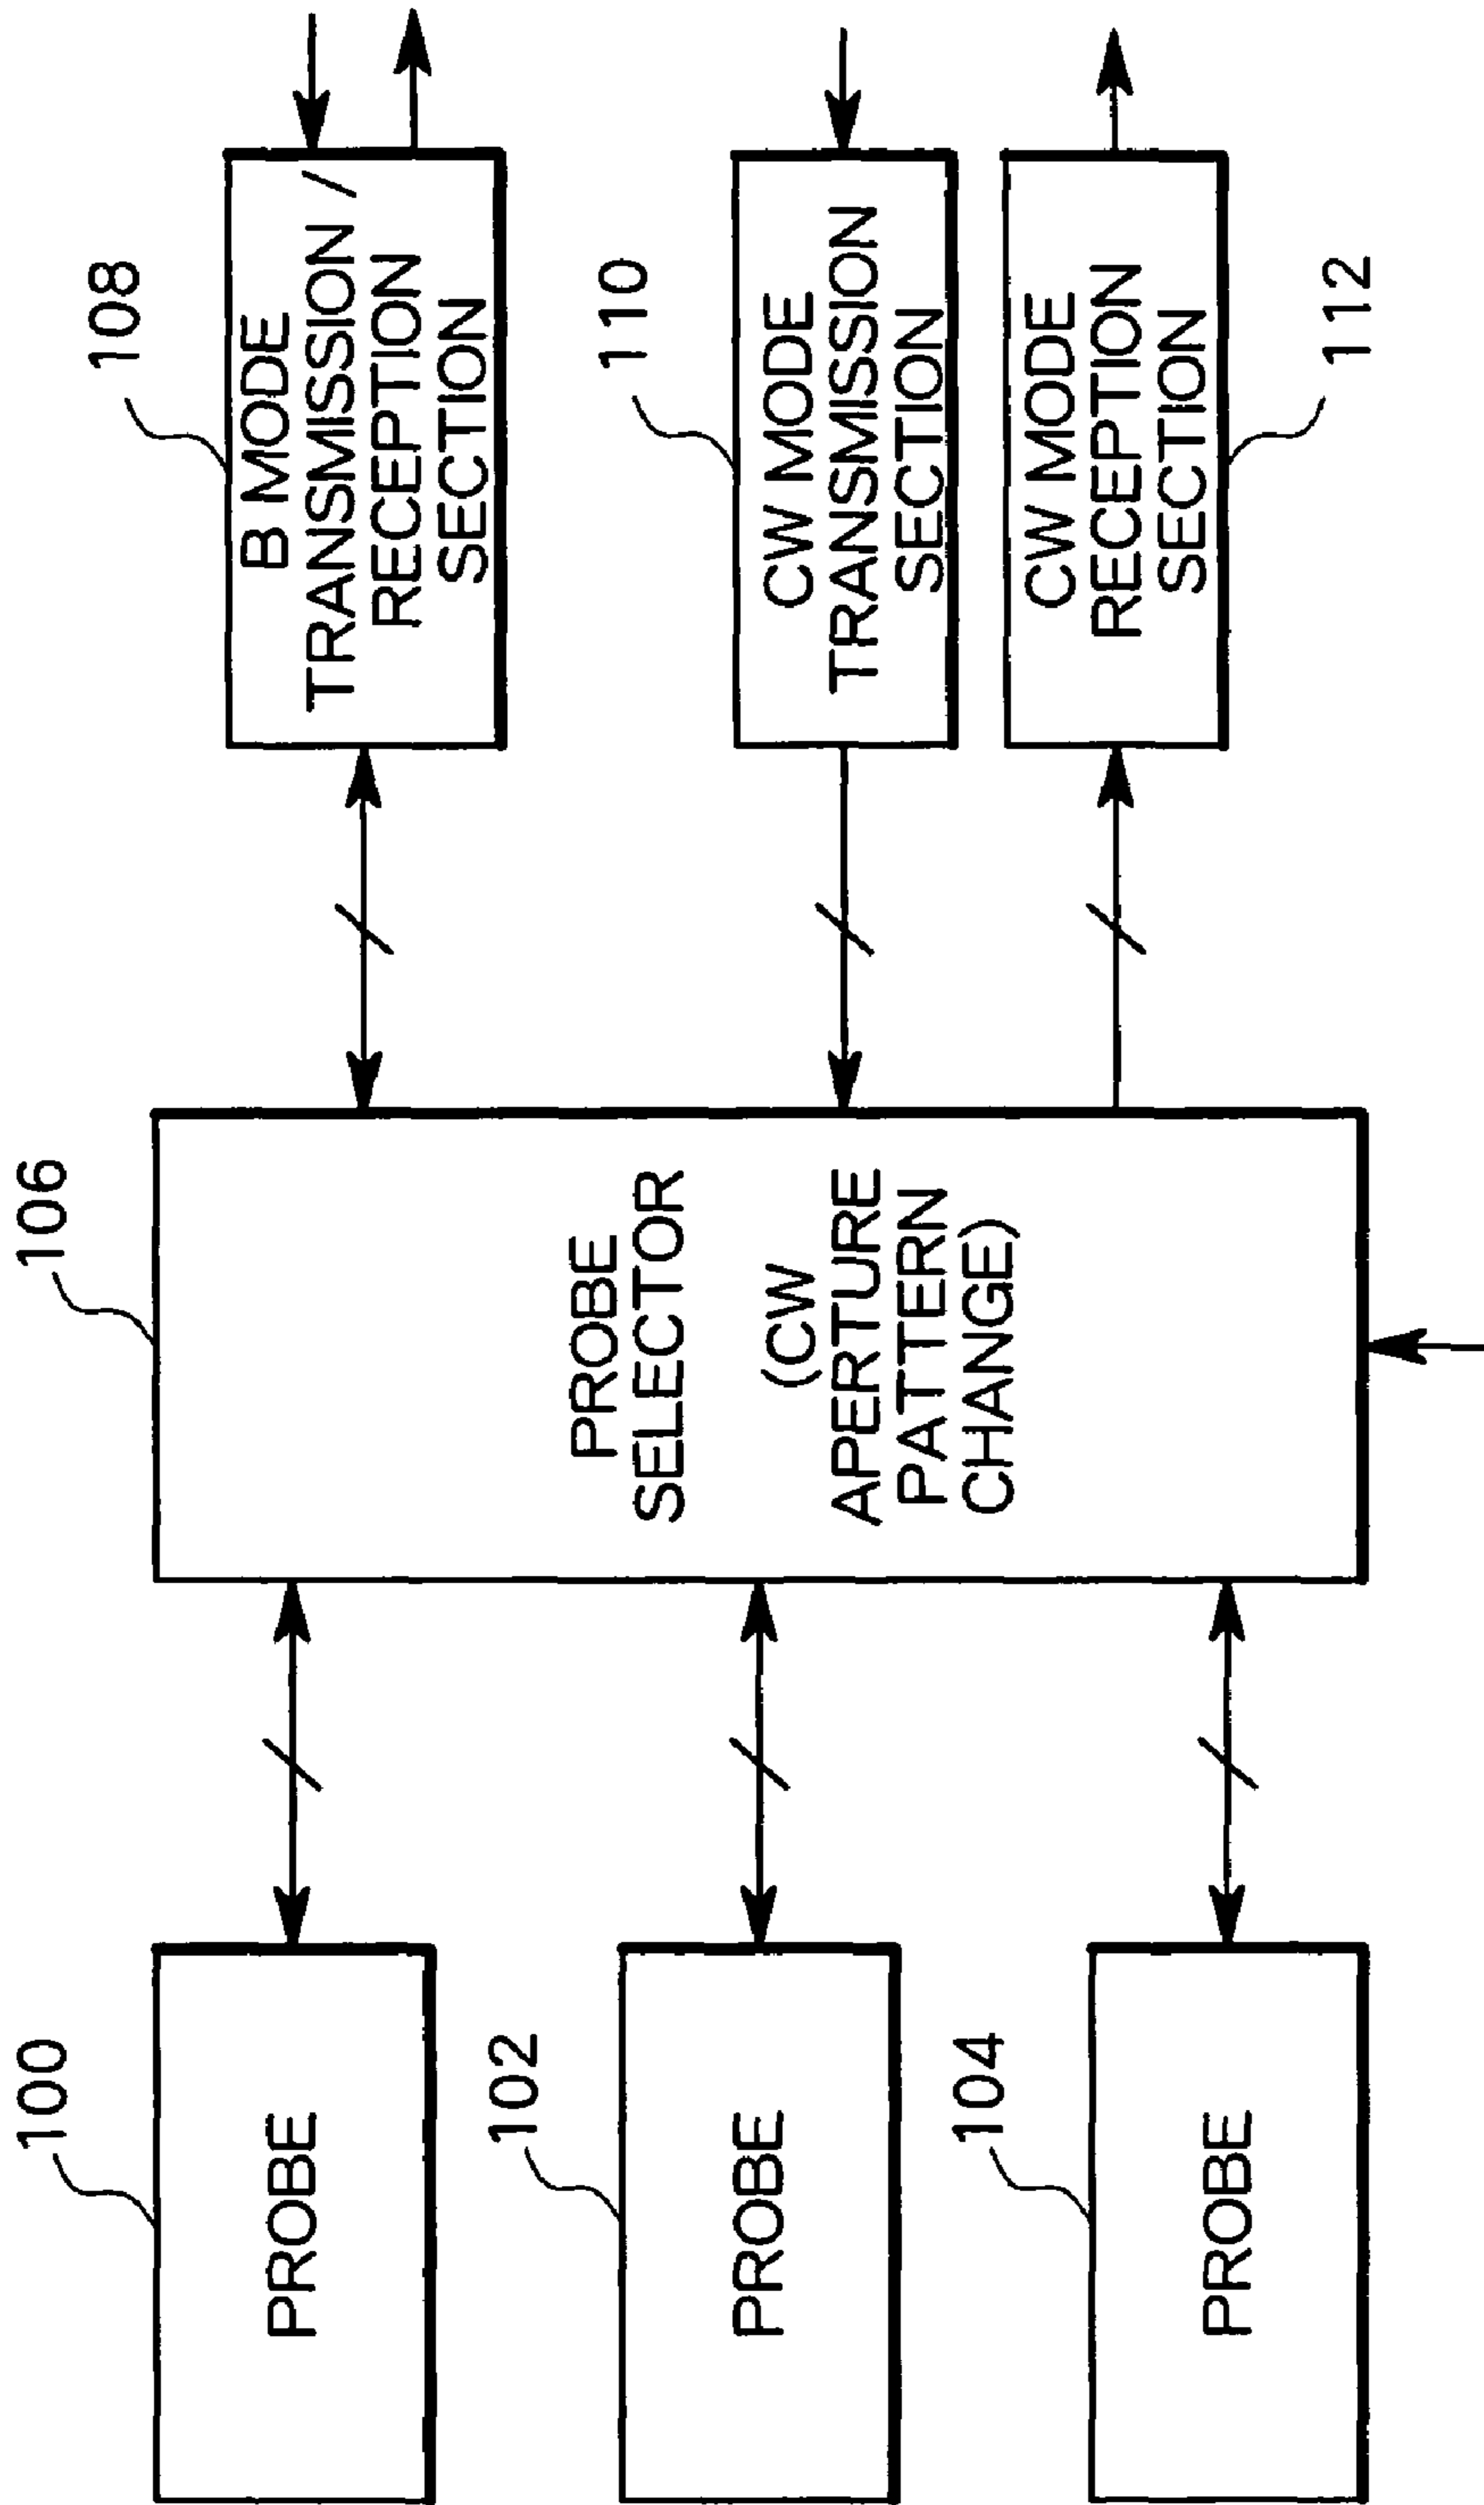 100
PROBE
102
PROBE
104
PROBE
106
PROBE
SELECTOR
(CW
APERTURE
PATTERN
CHANGE)
108
B MODE
TRANSMISSION /
RECEPTION
SECTION
110
CW MODE
TRANSMISSION
SECTION
CW MODE
RECEPTION
SECTION
112